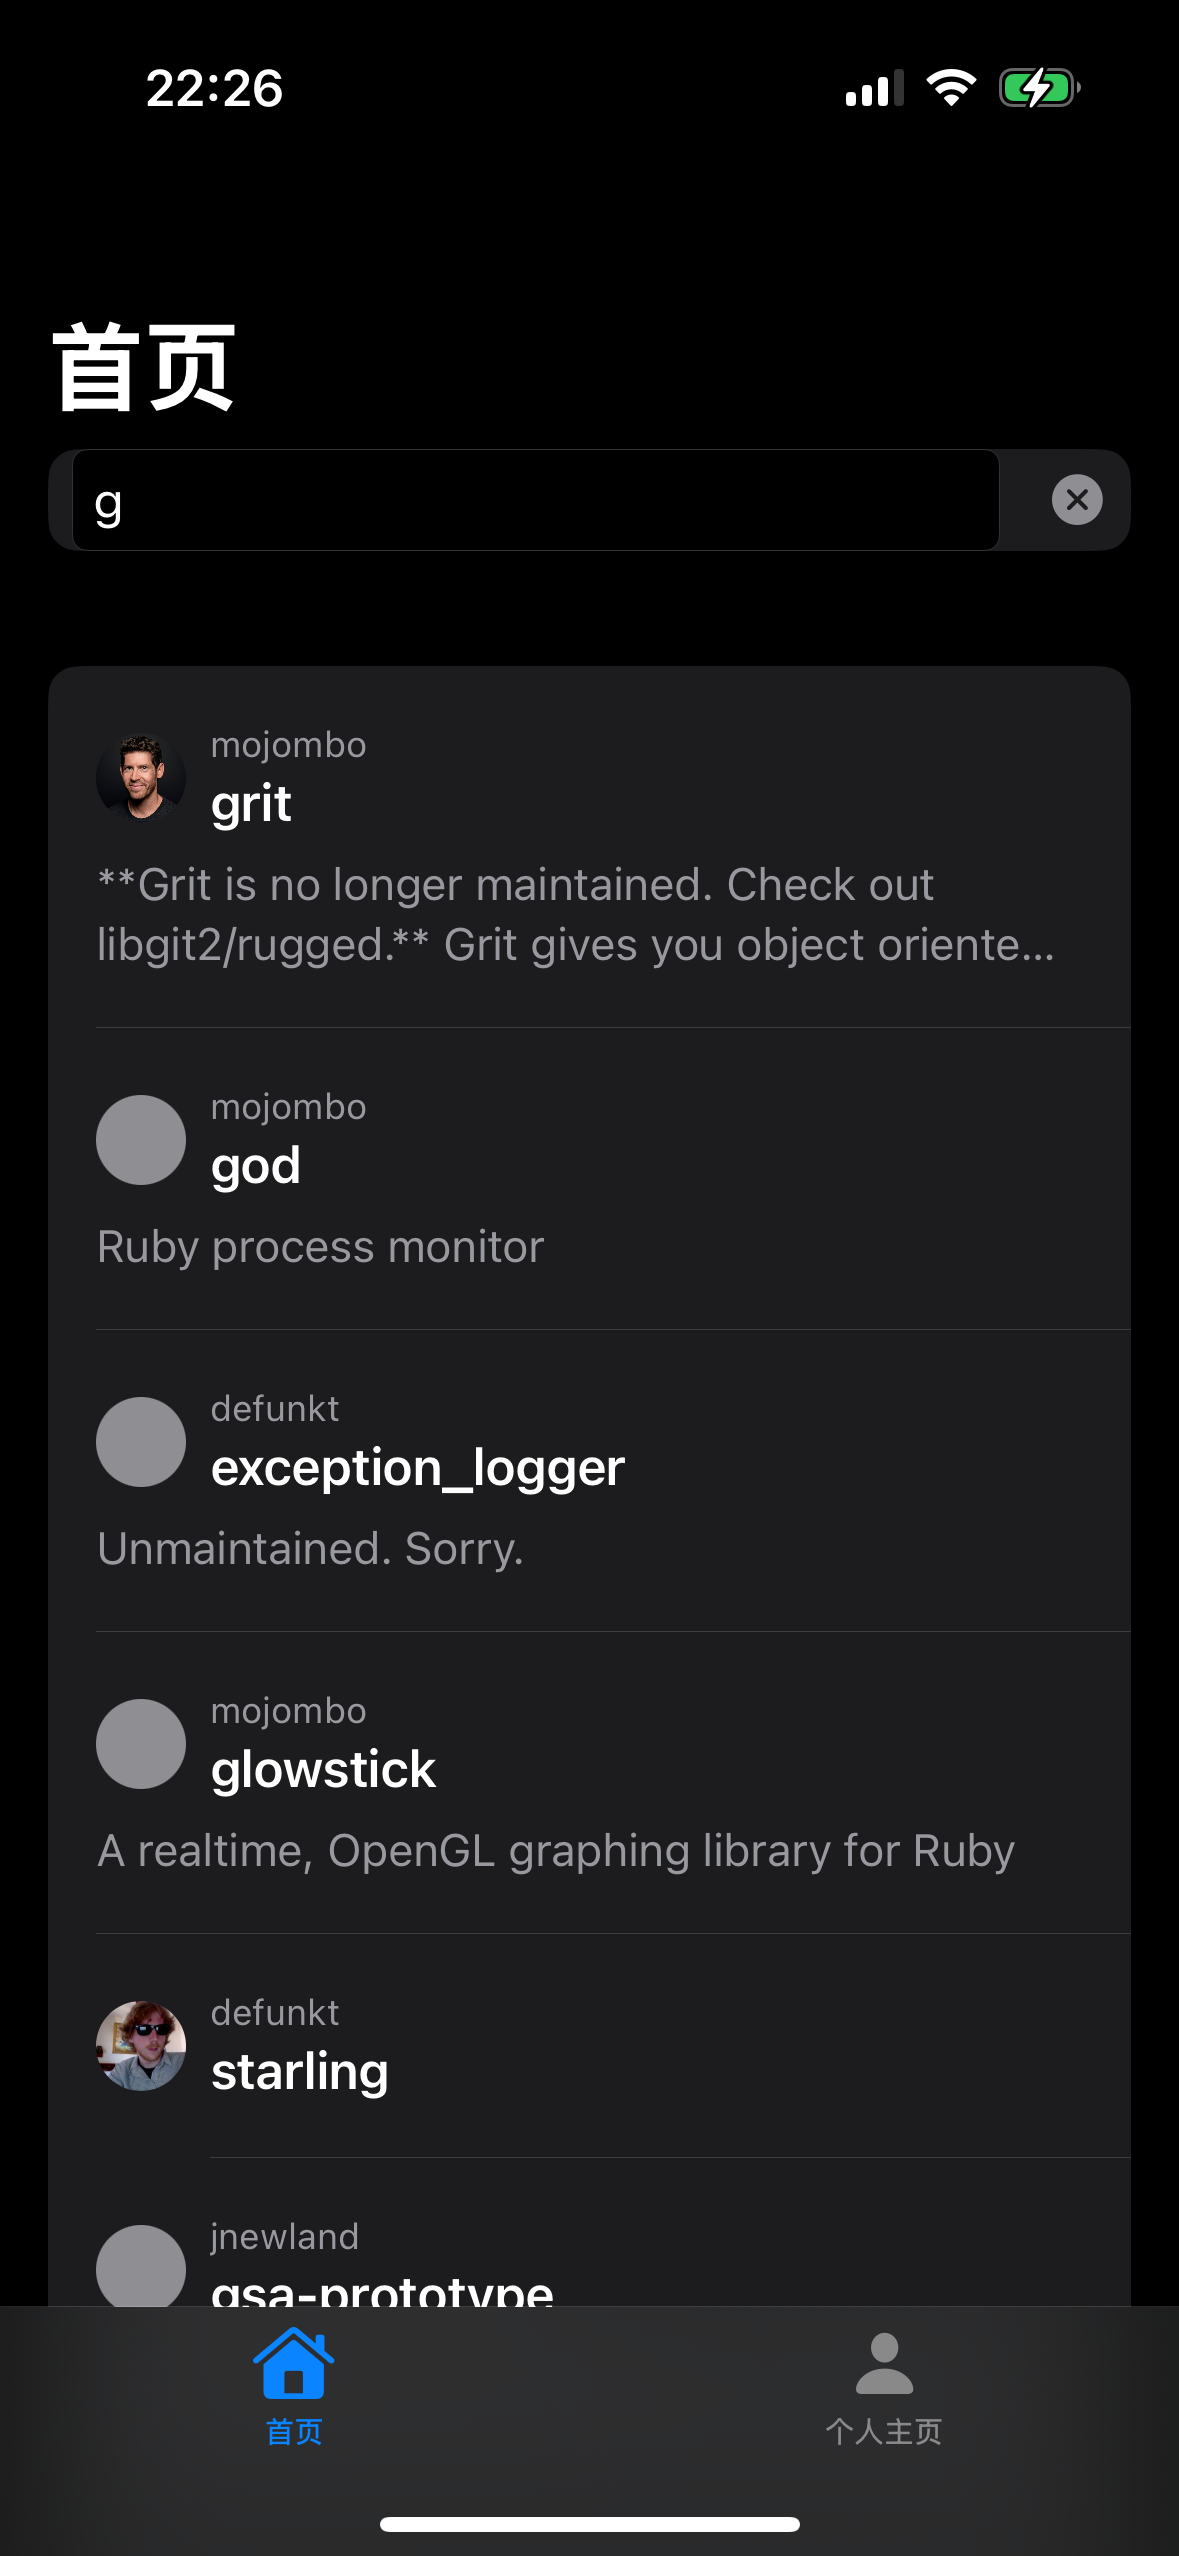 22:26
首页
g
mojombo
grit
**Grit is no longer maintained. Check out
libgit2/rugged.** Grit gives you object oriente...
mojombo
god
Ruby process monitor
defunkt
exception_logger
Unmaintained. Sorry.
mojombo
glowstick
A realtime, OpenGL graphing library for Ruby
defunkt
starling
jnewland
gsa-prototype
首页
个人主页